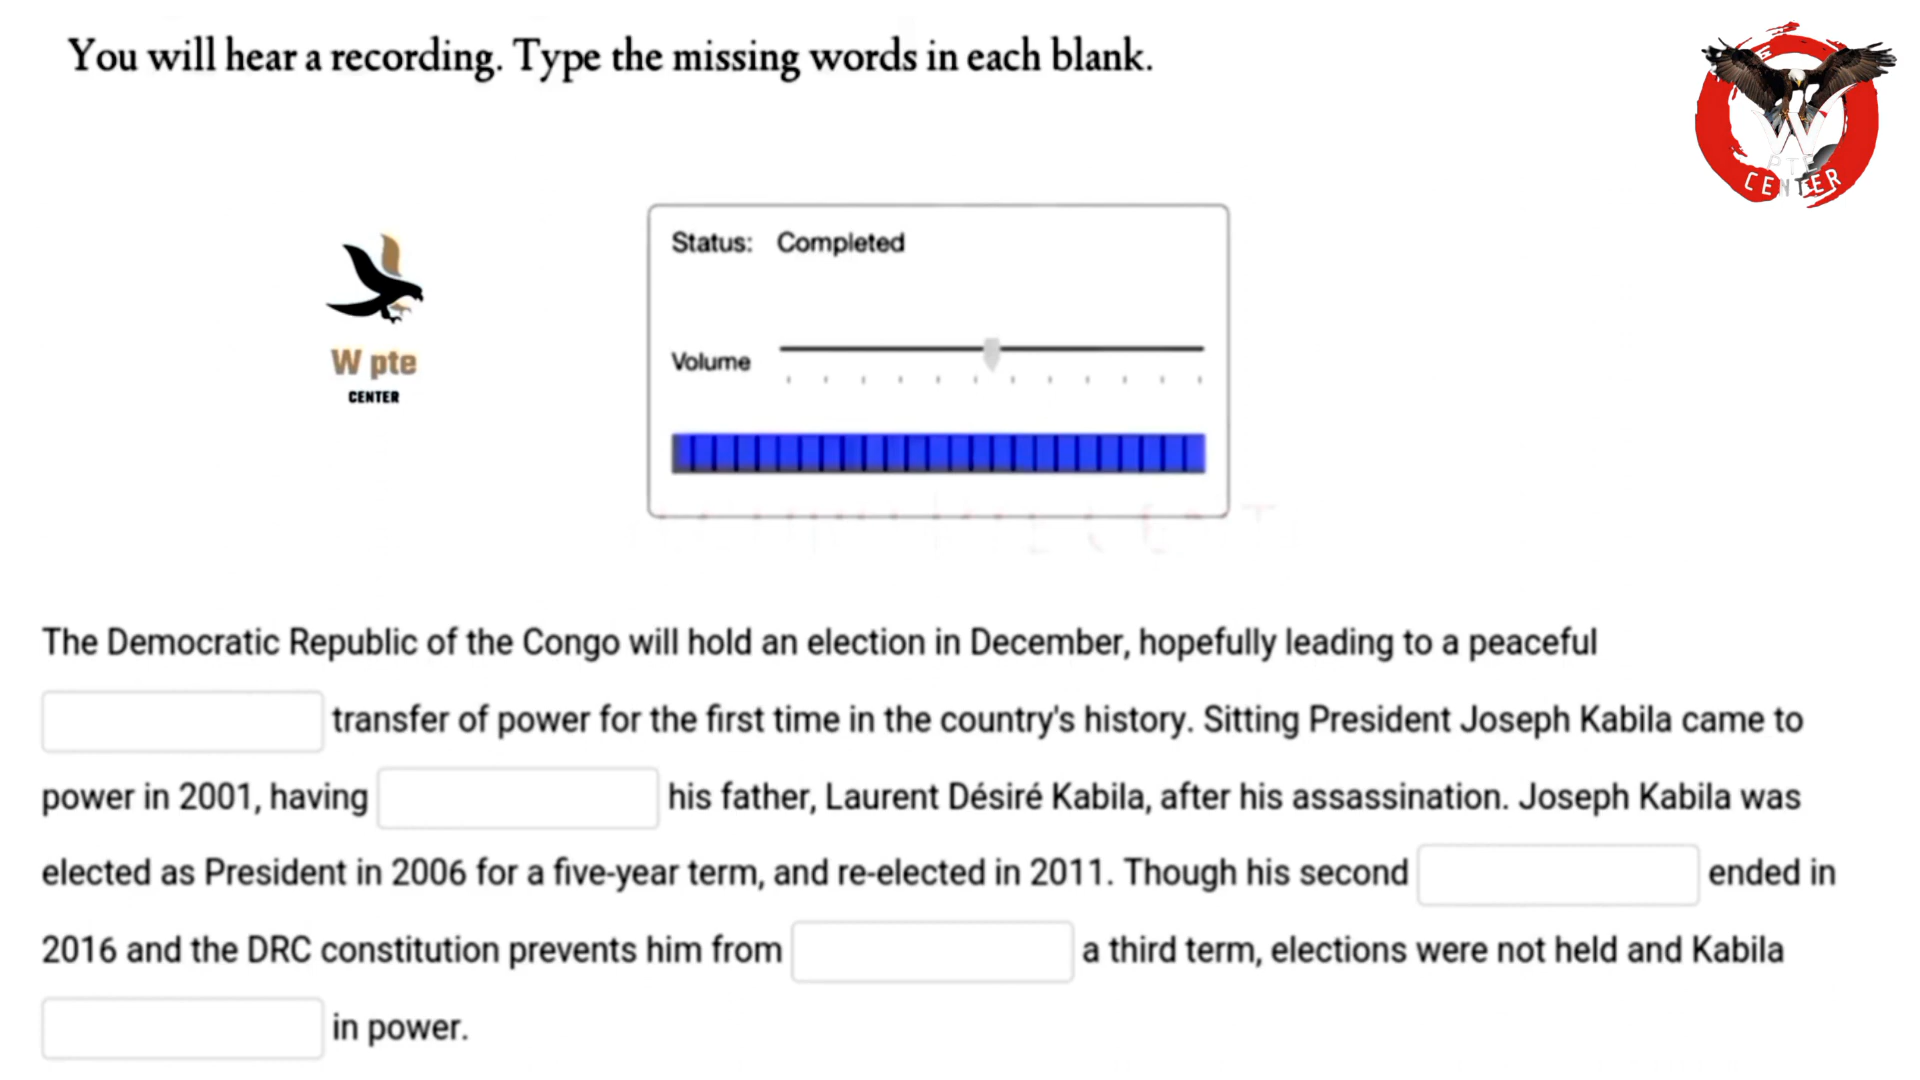 You will hear a recording. Type the missing words in each blank.
W
PTE
CENTER
Status: Completed
Volume
W pte
CENTER
The Democratic Republic of the Congo will hold an election in December, hopefully leading to a peaceful
transfer of power for the first time in the country's history. Sitting President Joseph Kabila came to
power in 2001, having his father, Laurent Désiré Kabila, after his assassination. Joseph Kabila was
elected as President in 2006 for a five-year term, and re-elected in 2011. Though his second ended in
2016 and the DRC constitution prevents him from a third term, elections were not held and Kabila
in power.